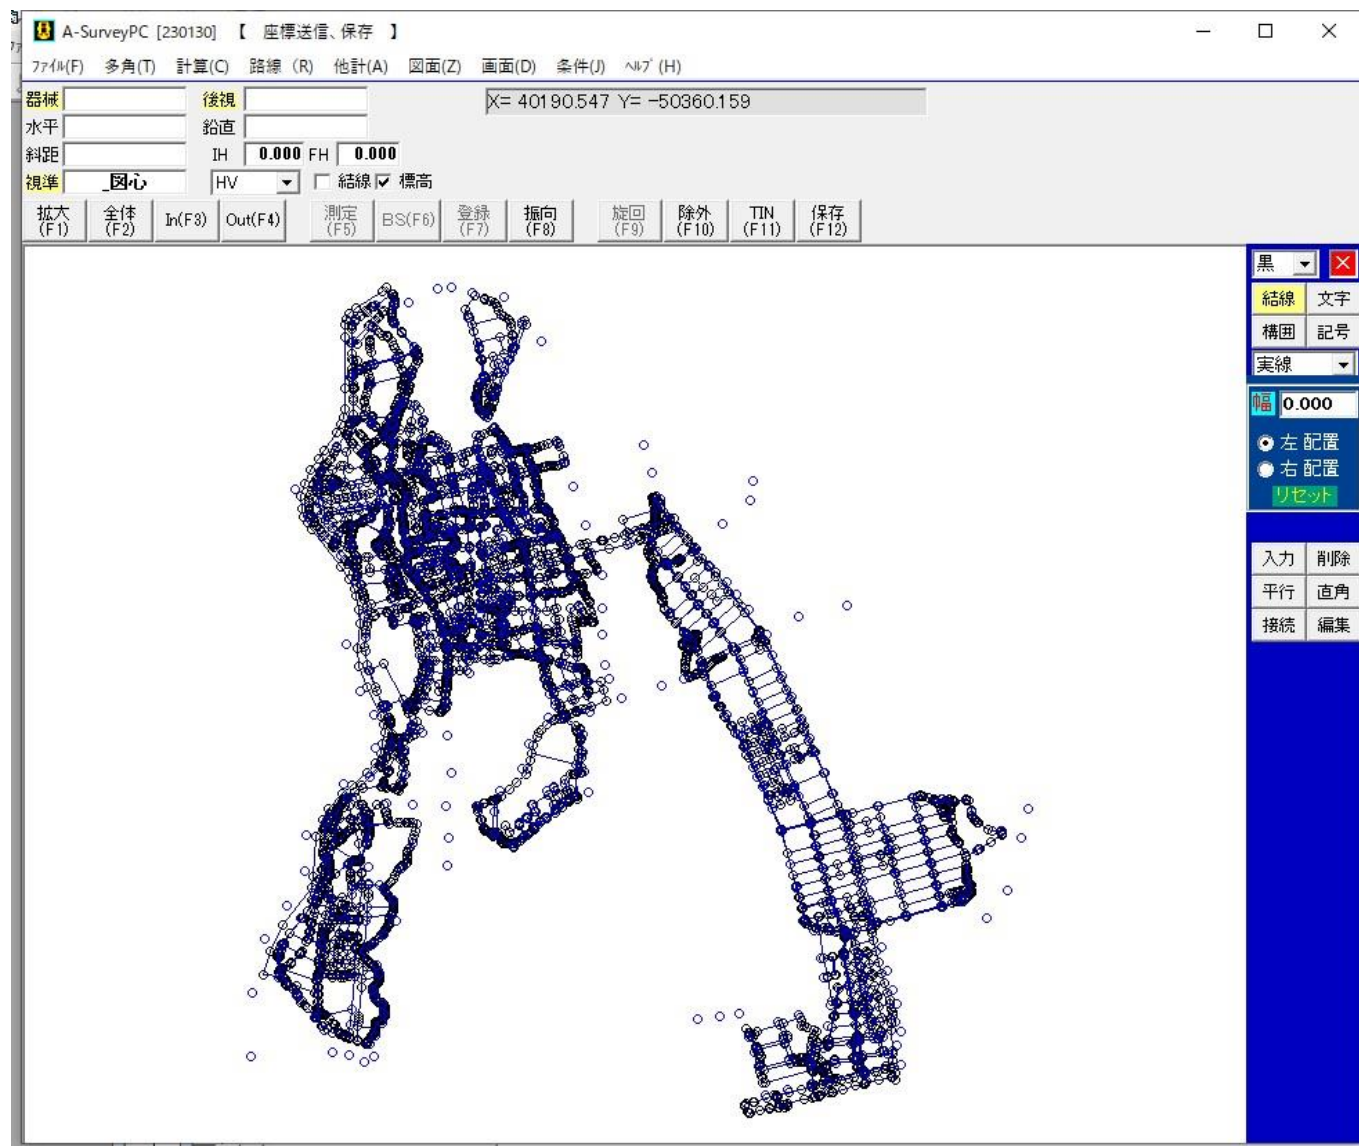 A-SurveyPC [230130] 【 座標送信、保存 】
ファイル(F) 多角(T) 計算(C) 路線（R) 他計(A) 図面(Z) 画面(D) 条件(J) ヘルプ(H)
器械 後視 X= 40190.547 Y= -50360.159
水平 鉛直
斜距 IH 0.000 FH 0.000
視準 _図心 HV 結線 標高
拡大(F1) 全体(F2) In(F3) Out(F4) 測定(F5) BS(F6) 登録(F7) 振向(F8) 旋回(F9) 除外(F10) TIN(F11) 保存(F12)
黒
結線 文字
構囲 記号
実線
幅 0.000
左 配置
右 配置
リセット
入力 削除
平行 直角
接続 編集